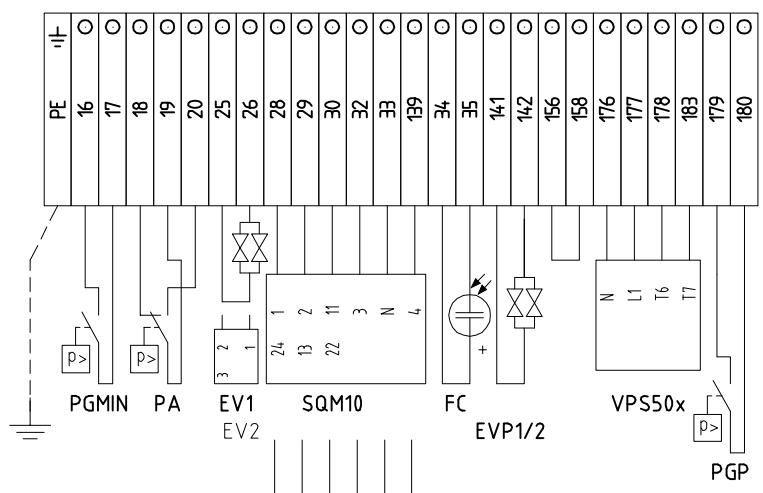 PE 16 17 18 19 20 25 26 28 29 30 32 33 139 34 35 141 142 156 158 176 177 178 183 179 180
1 2 11 3 N 4
N L1 T6 T7
24 13 22
2 1
3
+
p>
p>
p>
PGMIN PA EV1 SQM10 FC VPS50x
EV2 EVP1/2
PGP